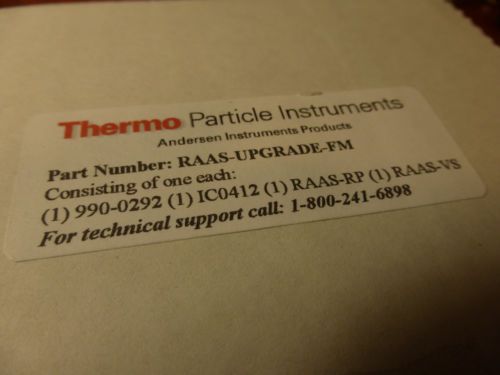 Thermo Particle Instruments
Andersen Instruments Products
Part Number: RAAS-UPGRADE-FM
Consisting of one each:
(1) 990-0292 (1) IC0412 (1) RAAS-RP (1) RAAS-VS
For technical support call: 1-800-241-6898